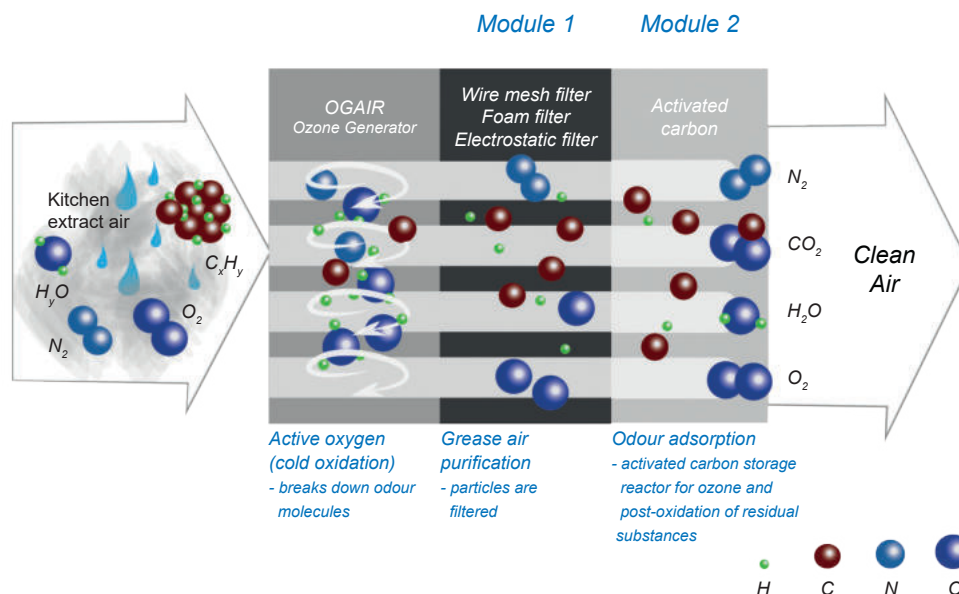 Module 1
Module 2
OGAIR
Ozone Generator
Wire mesh filter
Foam filter
Electrostatic filter
Activated
carbon
Kitchen
extract air
CxHy
HyO
O2
N2
N2
CO2
H2O
O2
Clean
Air
Active oxygen
(cold oxidation)
- breaks down odour
molecules
Grease air
purification
- particles are
filtered
Odour adsorption
- activated carbon storage
reactor for ozone and
post-oxidation of residual
substances
H
C
N